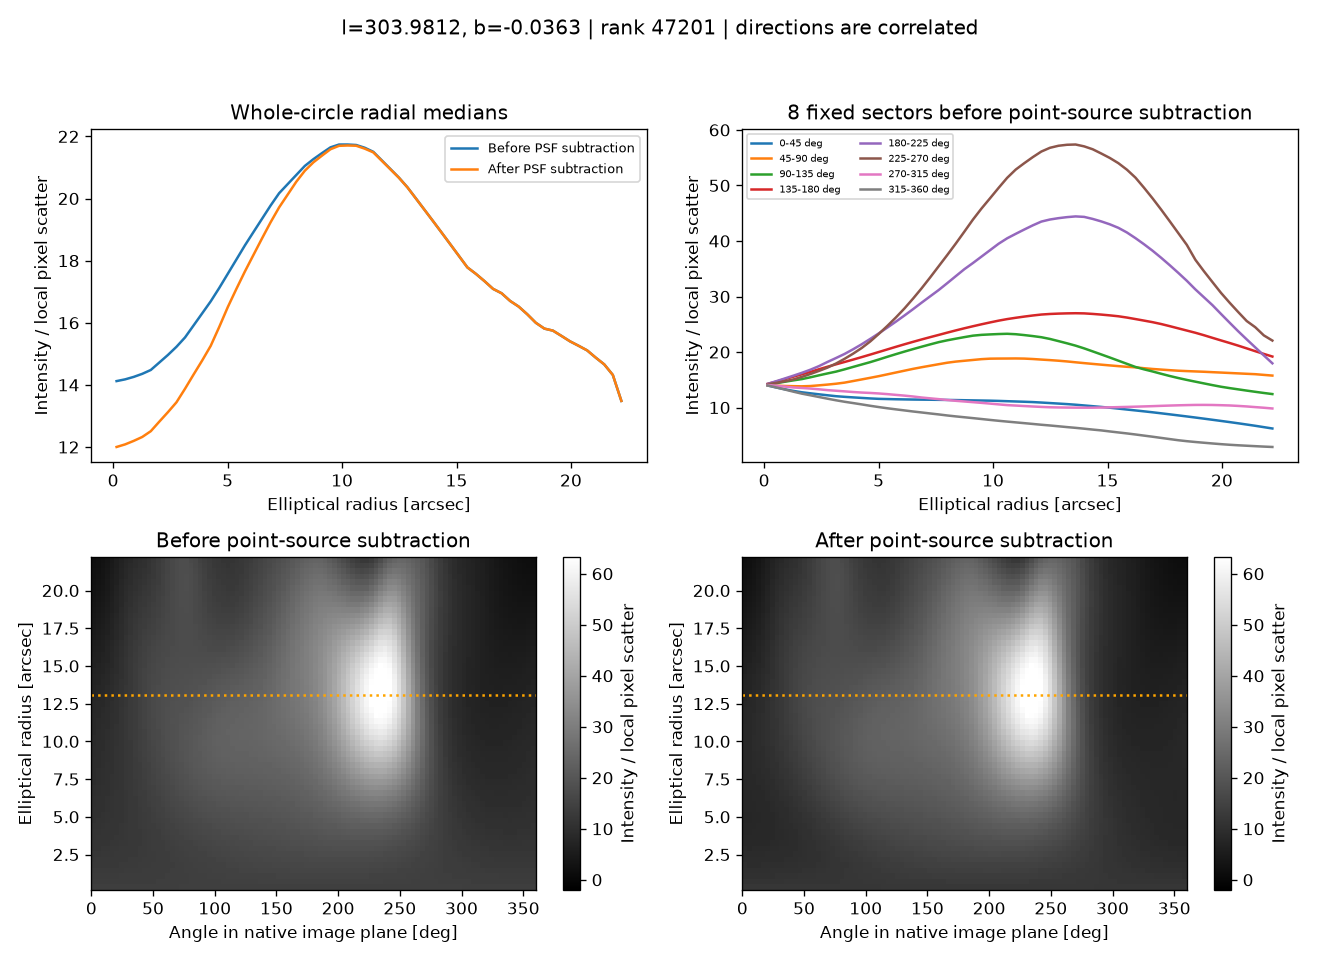 l=303.9812, b=-0.0363 | rank 47201 | directions are correlated
Whole-circle radial medians
Before PSF subtraction
After PSF subtraction
22
20
18
16
14
12
Intensity / local pixel scatter
0 5 10 15 20
Elliptical radius [arcsec]
8 fixed sectors before point-source subtraction
0-45 deg
45-90 deg
90-135 deg
135-180 deg
180-225 deg
225-270 deg
270-315 deg
315-360 deg
60
50
40
30
20
10
Intensity / local pixel scatter
0 5 10 15 20
Elliptical radius [arcsec]
Before point-source subtraction
20.0
17.5
15.0
12.5
10.0
7.5
5.0
2.5
Elliptical radius [arcsec]
0 50 100 150 200 250 300 350
Angle in native image plane [deg]
60
50
40
30
20
10
0
Intensity / local pixel scatter
After point-source subtraction
20.0
17.5
15.0
12.5
10.0
7.5
5.0
2.5
Elliptical radius [arcsec]
0 50 100 150 200 250 300 350
Angle in native image plane [deg]
60
50
40
30
20
10
0
Intensity / local pixel scatter